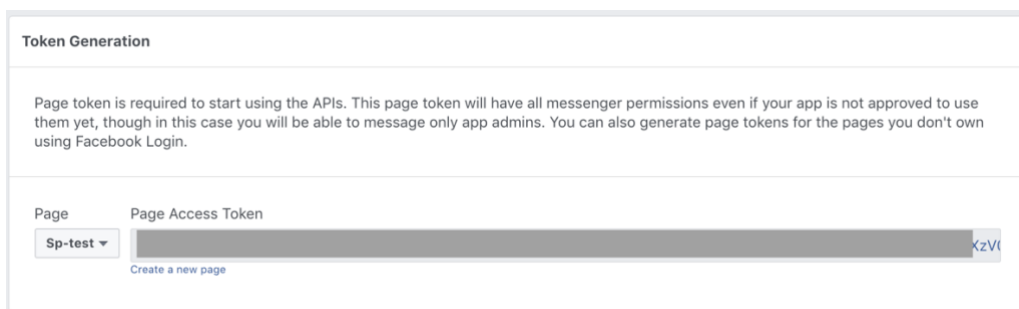 Token Generation
Page token is required to start using the APIs. This page token will have all messenger permissions even if your app is not approved to use
them yet, though in this case you will be able to message only app admins. You can also generate page tokens for the pages you don't own
using Facebook Login.
Page
Page Access Token
Sp-test
Create a new page